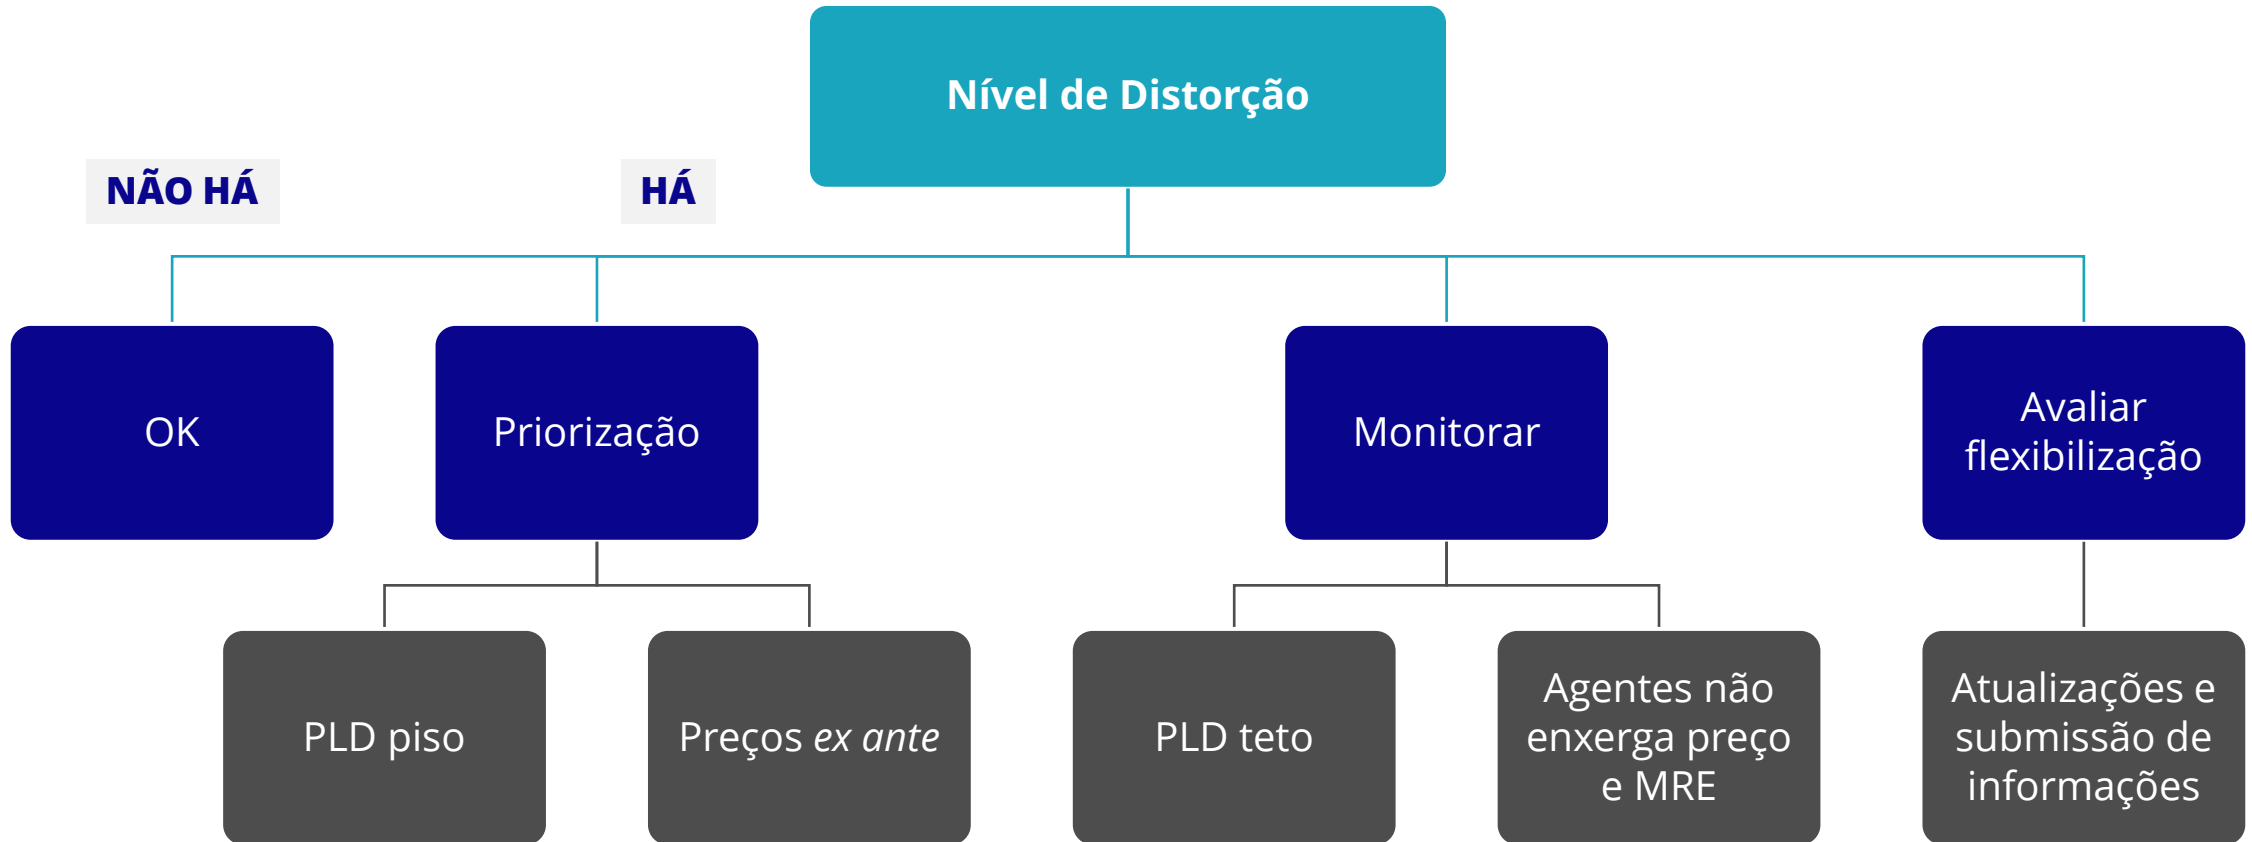 Nível de Distorção
NÃO HÁ
HÁ
OK
Priorização
Monitorar
Avaliar
flexibilização
PLD piso
Preços ex ante
PLD teto
Agentes não
enxerga preço
e MRE
Atualizações e
submissão de
informações